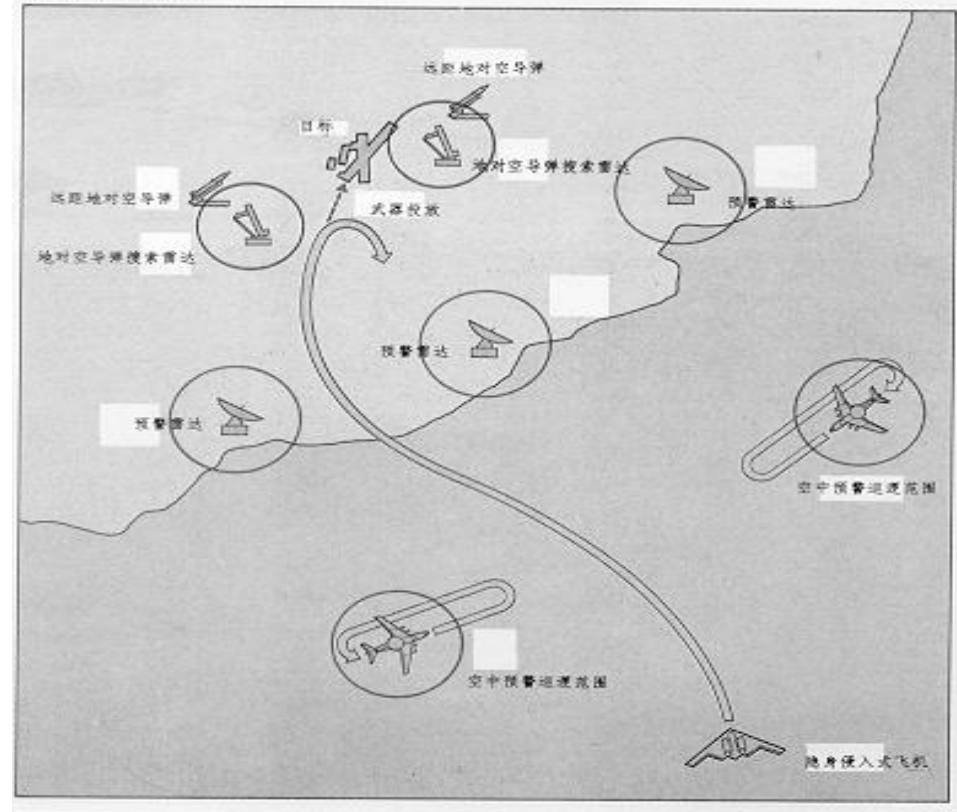 远距地对空导弹
目标
地对空导弹搜索雷达
远距地对空导弹
预警雷达
武器投放
地对空导弹搜索雷达
预警雷达
预警雷达
空中预警巡逻范围
空中预警巡逻范围
隐身侵入式飞机